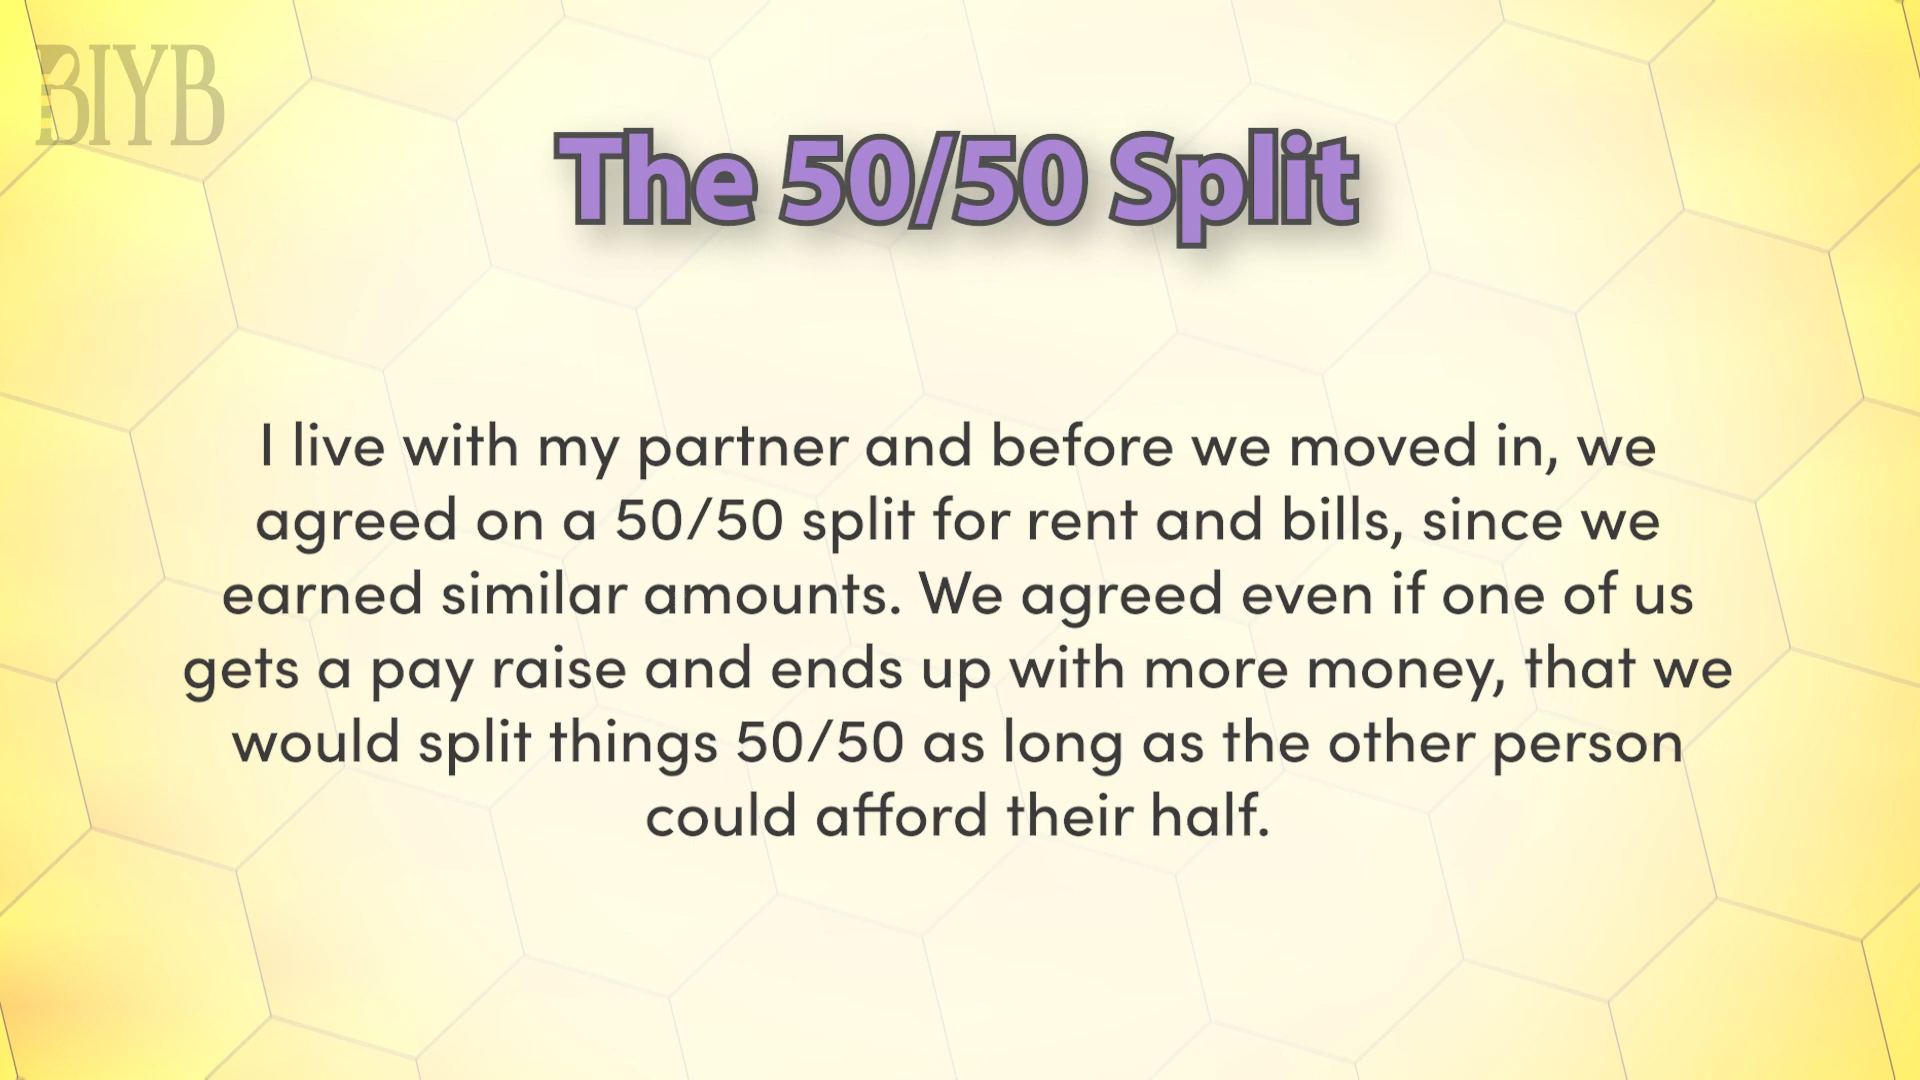 BIYB
The 50/50 Split
I live with my partner and before we moved in, we
agreed on a 50/50 split for rent and bills, since we
earned similar amounts. We agreed even if one of us
gets a pay raise and ends up with more money, that we
would split things 50/50 as long as the other person
could afford their half.